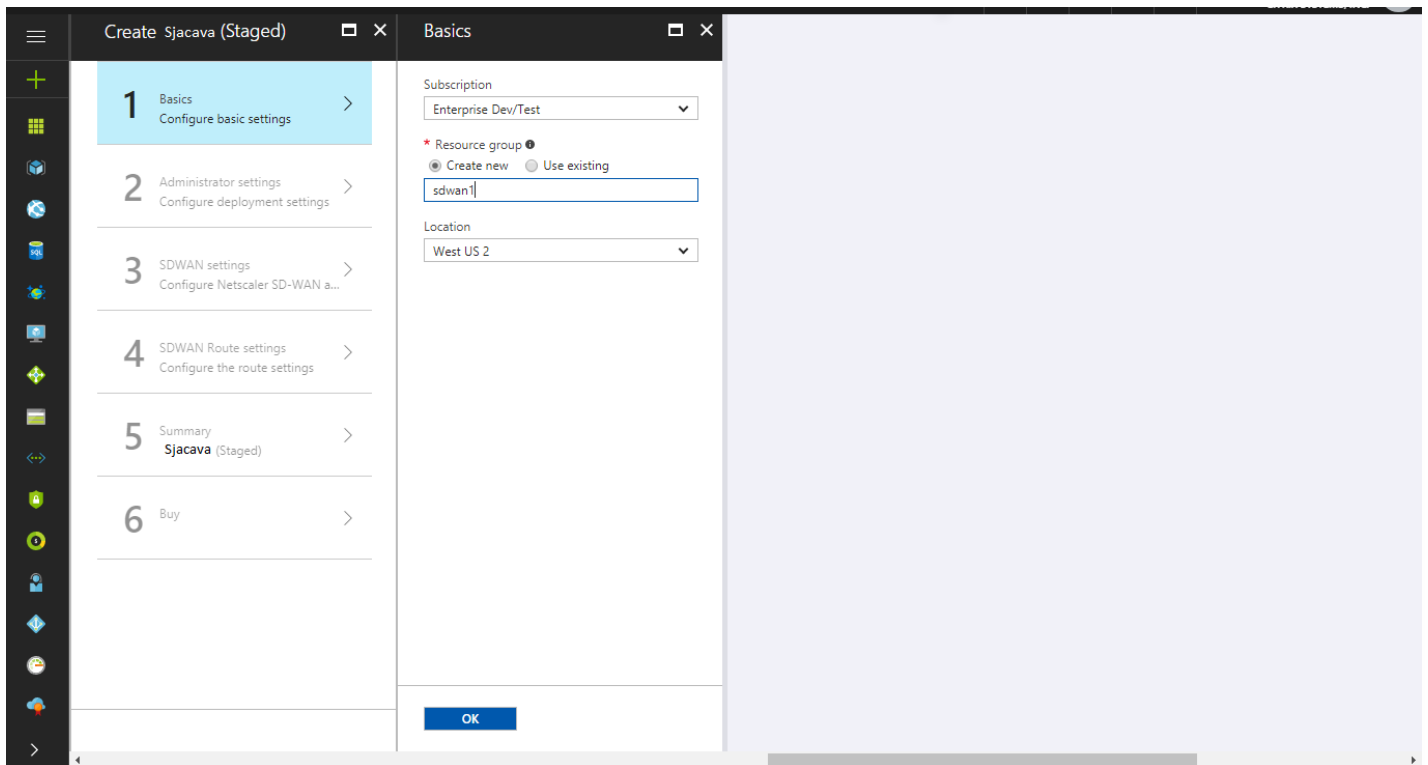 Create Sjacava (Staged)
Basics
1
Basics
Configure basic settings
2
Administrator settings
Configure deployment settings
3
SDWAN settings
Configure Netscaler SD-WAN a...
4
SDWAN Route settings
Configure the route settings
5
Summary
Sjacava (Staged)
6
Buy
Subscription
Enterprise Dev/Test
* Resource group
Create new Use existing
sdwan1
Location
West US 2
OK
SQL